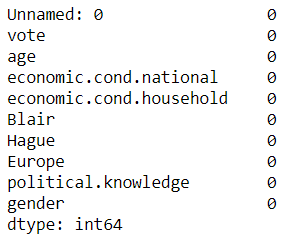 Unnamed: 0 0
vote 0
age 0
economic.cond.national 0
economic.cond.household 0
Blair 0
Hague 0
Europe 0
political.knowledge 0
gender 0
dtype: int64